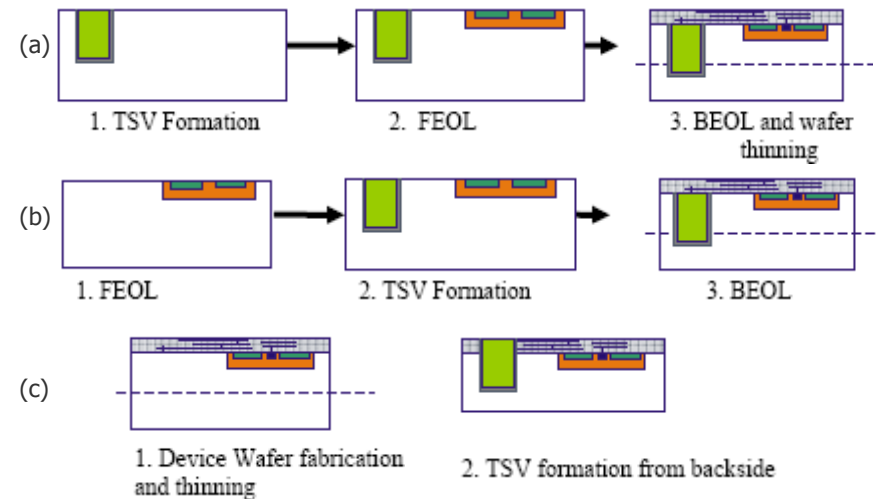 (a)
1. TSV Formation
2. FEOL
3. BEOL and wafer
thinning
(b)
1. FEOL
2. TSV Formation
3. BEOL
(c)
1. Device Wafer fabrication
and thinning
2. TSV formation from backside